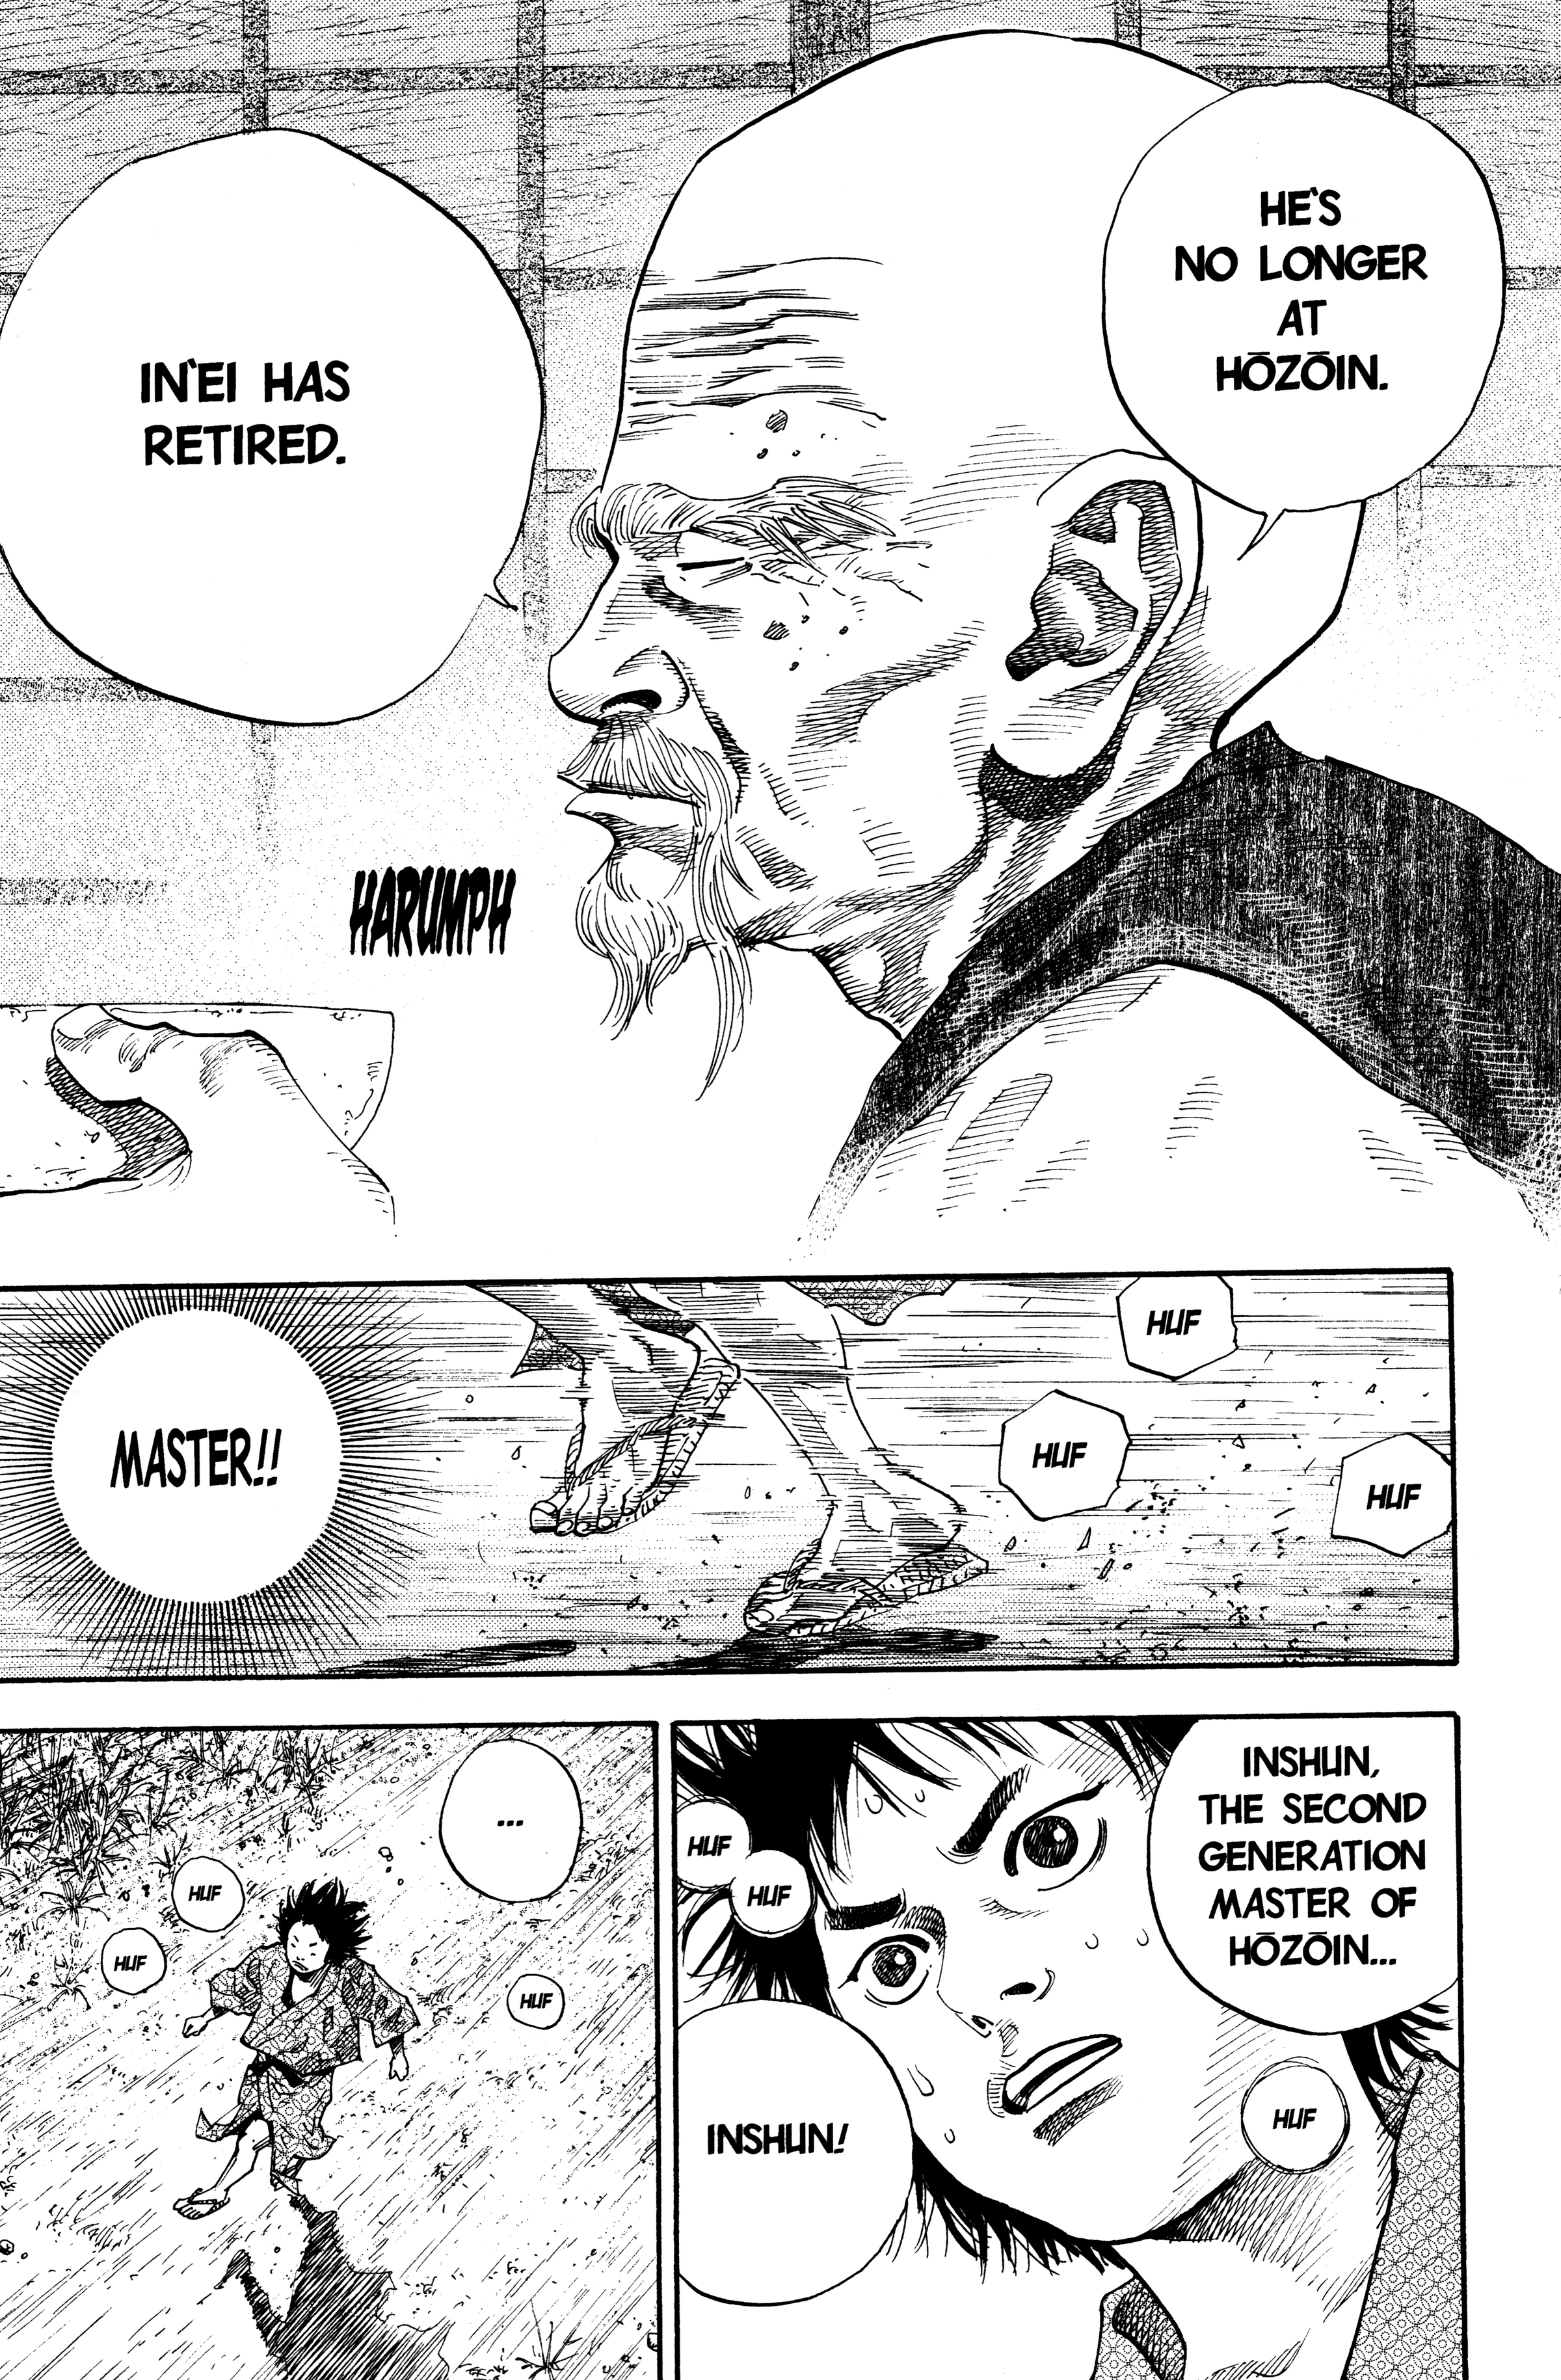 HE'S
NO LONGER
AT
HŌZŌIN.
IN'EI HAS
RETIRED.
HARUMPH
HUF
HUF
HUF
MASTER!!
INSHUN,
THE SECOND
GENERATION
MASTER OF
HŌZŌIN...
HUF
HUF
HUF
INSHUN!
...
HUF
HUF
HUF